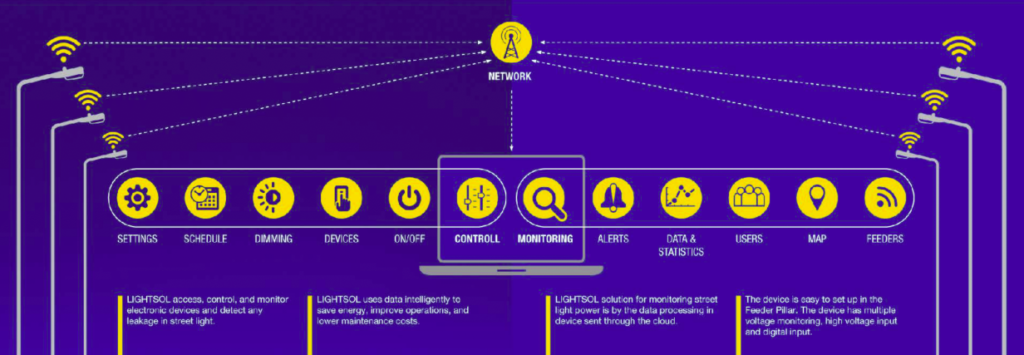 NETWORK
SETTINGS
SCHEDULE
DIMMING
DEVICES
ON/OFF
CONTROLL
MONITORING
ALERTS
DATA &
STATISTICS
USERS
MAP
FEEDERS
LIGHTSOL access, control, and monitor
electronic devices and detect any
leakage in street light.
LIGHTSOL uses data intelligently to
save energy, improve operations, and
lower maintenance costs.
LIGHTSOL solution for monitoring street
light power is by the data processing in
device sent through the cloud.
The device is easy to set up in the
Feeder Pillar. The device has multiple
voltage monitoring, high voltage input
and digital input.